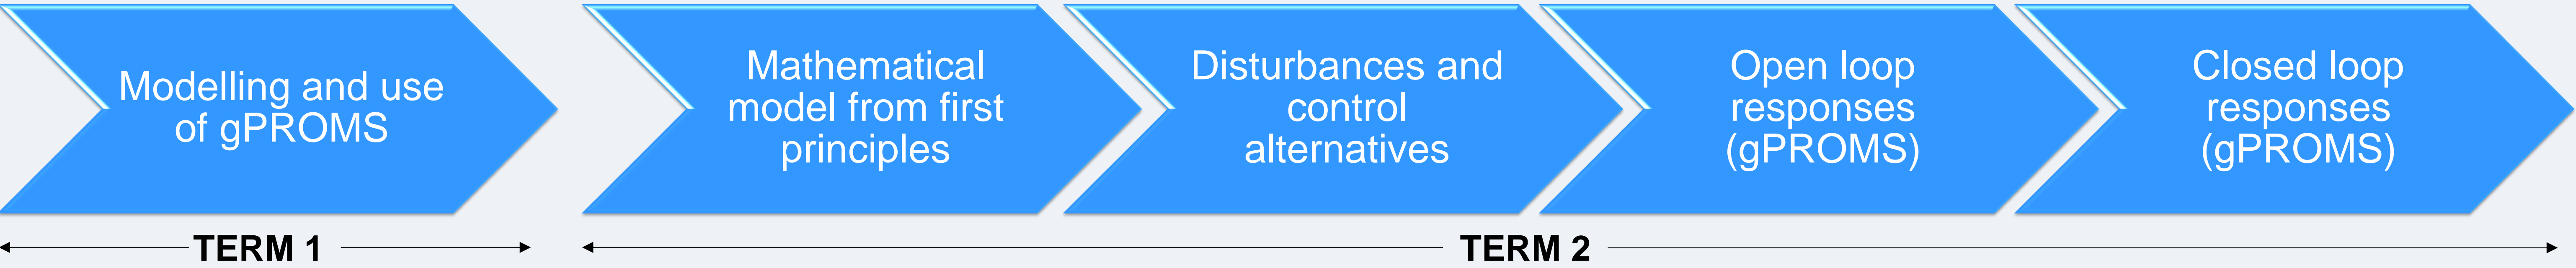 Modelling and use
of gPROMS
Mathematical
model from first
principles
Disturbances and
control
alternatives
Open loop
responses
(gPROMS)
Closed loop
responses
(gPROMS)
TERM 1
TERM 2